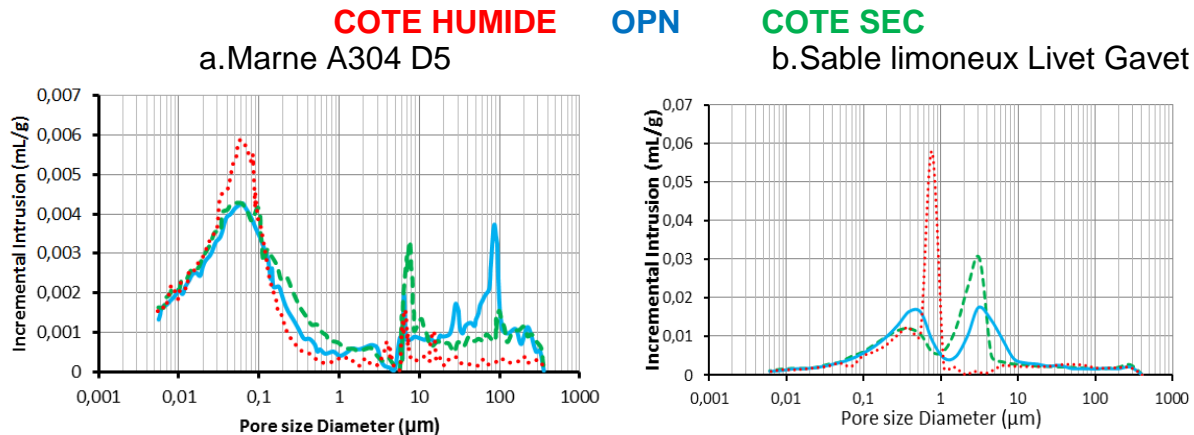 COTE HUMIDE OPN COTE SEC
a.Marne A304 D5
b.Sable limoneux Livet Gavet
Incremental Intrusion (mL/g)
0,007
0,006
0,005
0,004
0,003
0,002
0,001
0
0,001 0,01 0,1 1 10 100 1000
Pore size Diameter (µm)
Incremental Intrusion (mL/g)
0,07
0,06
0,05
0,04
0,03
0,02
0,01
0,00
0,001 0,01 0,1 1 10 100 1000
Pore size Diameter (µm)